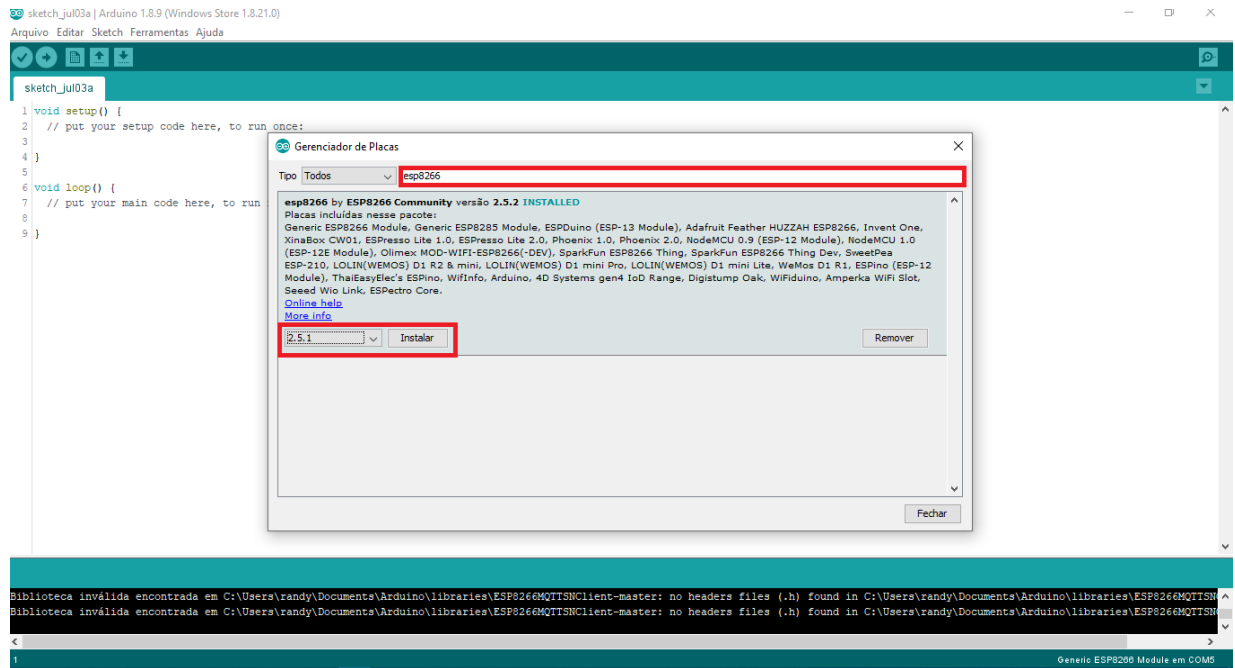 sketch_jul03a | Arduino 1.8.9 (Windows Store 1.8.21.0)
Arquivo Editar Sketch Ferramentas Ajuda
sketch_jul03a
1 void setup() {
2 // put your setup code here, to run once:
3
4 }
5
6 void loop() {
7 // put your main code here, to run
8
9 }
Gerenciador de Placas
Tipo Todos esp8266
esp8266 by ESP8266 Community versão 2.5.2 INSTALLED
Placas incluídas nesse pacote:
Generic ESP8266 Module, Generic ESP8285 Module, ESPDuino (ESP-13 Module), Adafruit Feather HUZZAH ESP8266, Invent One,
XinaBox CW01, ESPresso Lite 1.0, ESPresso Lite 2.0, Phoenix 1.0, Phoenix 2.0, NodeMCU 0.9 (ESP-12 Module), NodeMCU 1.0
(ESP-12E Module), Olimex MOD-WIFI-ESP8266(-DEV), SparkFun ESP8266 Thing, SparkFun ESP8266 Thing Dev, SweetPea
ESP-210, LOLIN(WEMOS) D1 R2 & mini, LOLIN(WEMOS) D1 mini Pro, LOLIN(WEMOS) D1 mini Lite, WeMos D1 R1, ESPino (ESP-12
Module), ThaiEasyElec's ESPino, WifInfo, Arduino, 4D Systems gen4 IoD Range, Digistump Oak, WiFiduino, Amperka WiFi Slot,
Seeed Wio Link, ESPectro Core.
Online help
More info
2.5.1 Instalar Remover
Fechar
Biblioteca inválida encontrada em C:\Users\randy\Documents\Arduino\libraries\ESP8266MQTTSNClient-master: no headers files (.h) found in C:\Users\randy\Documents\Arduino\libraries\ESP8266MQTTSN
Biblioteca inválida encontrada em C:\Users\randy\Documents\Arduino\libraries\ESP8266MQTTSNClient-master: no headers files (.h) found in C:\Users\randy\Documents\Arduino\libraries\ESP8266MQTTSN
1 Generic ESP8266 Module em COM5